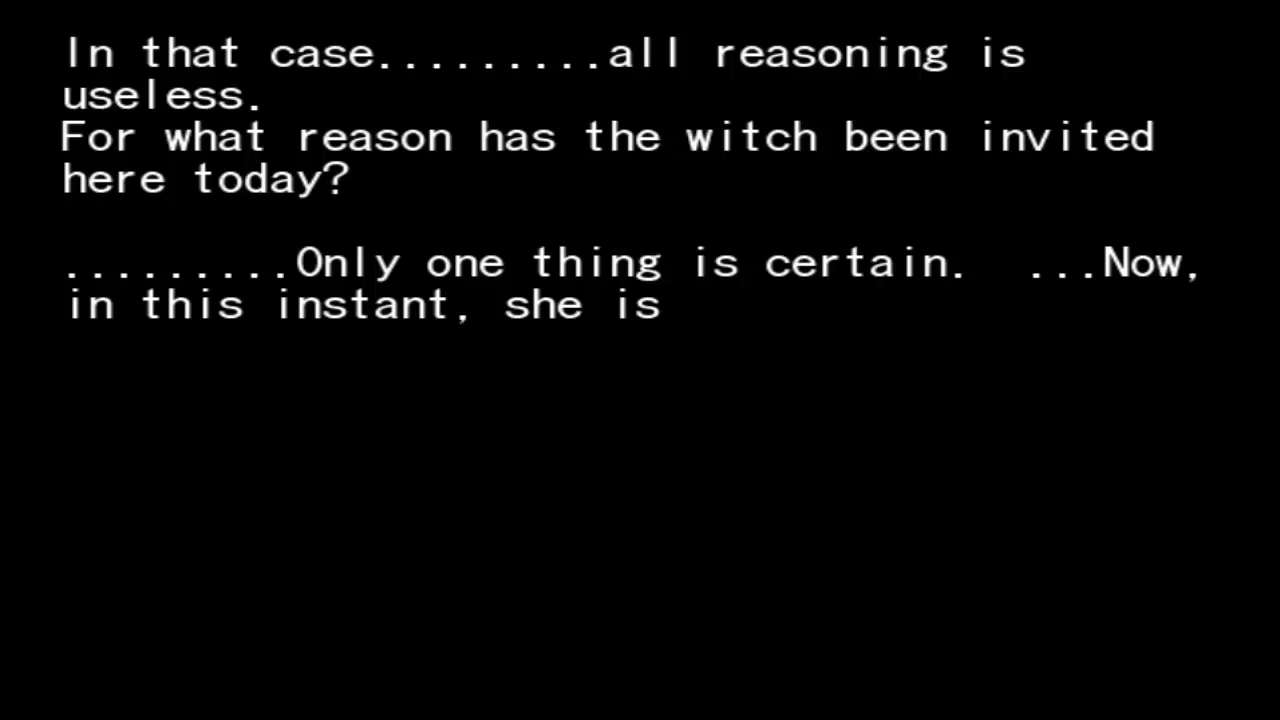 In that case.........all reasoning is
useless.
For what reason has the witch been invited
here today?
.........Only one thing is certain.  ...Now,
in this instant, she is